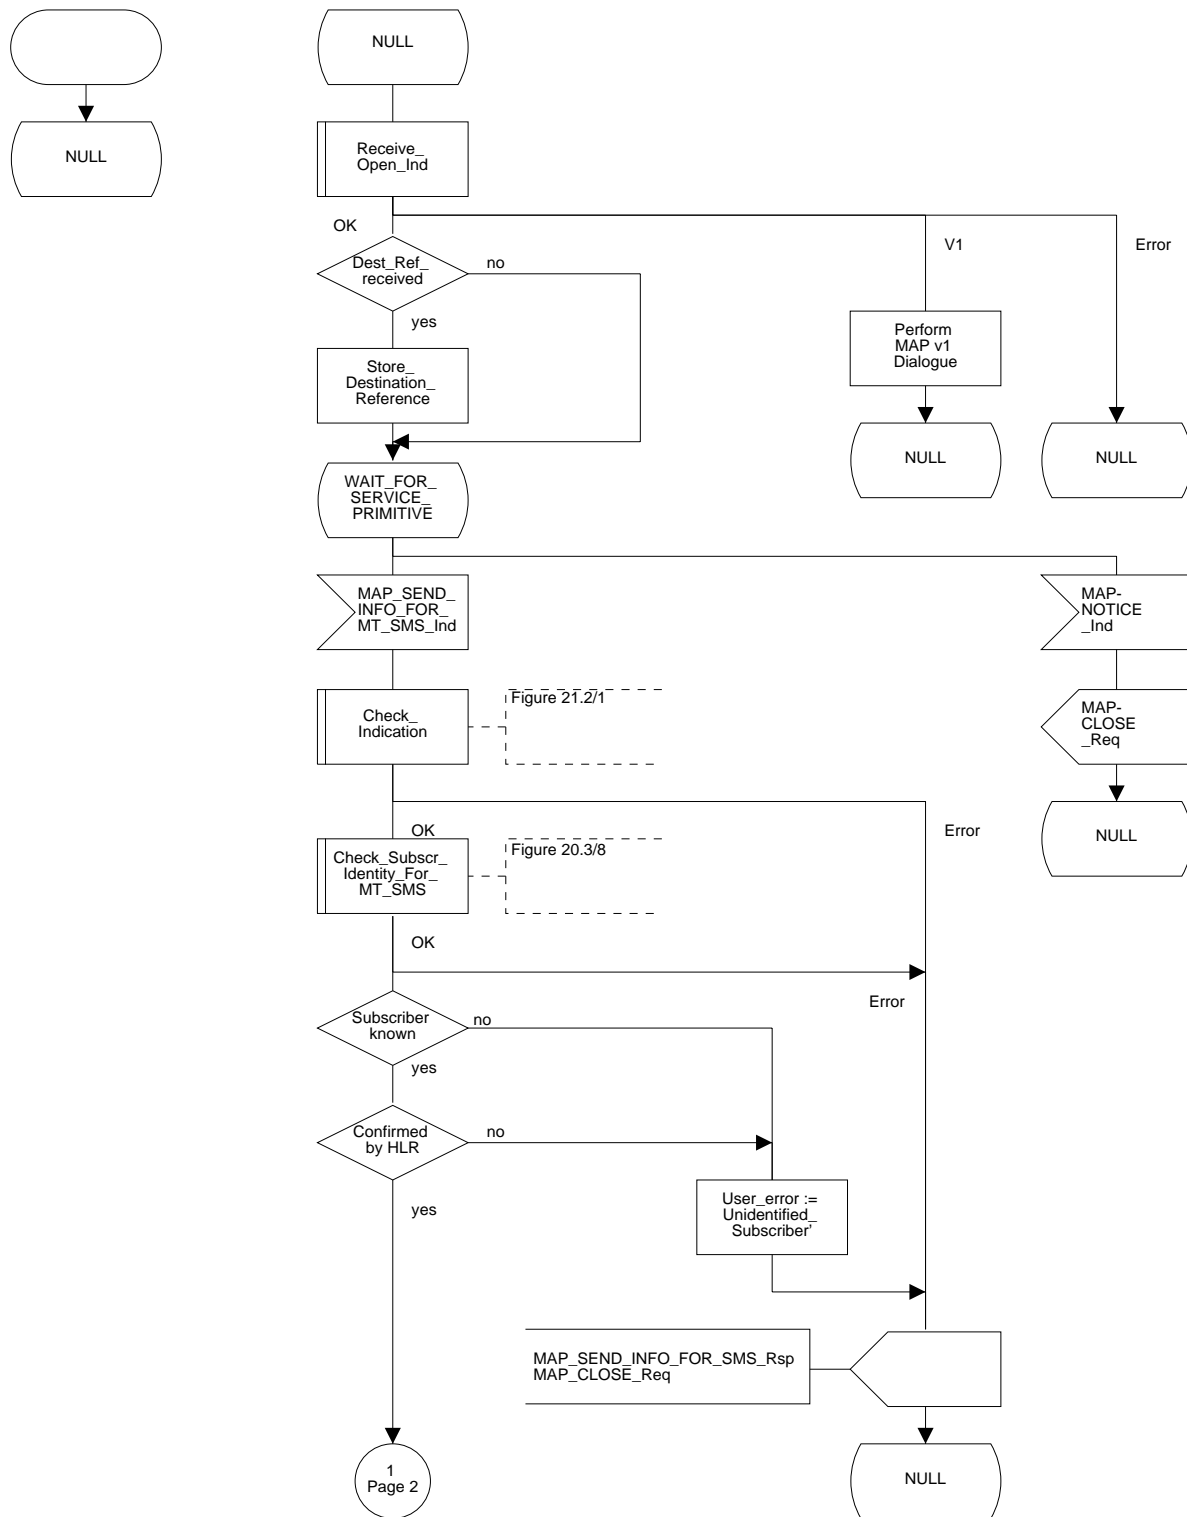 NULL
NULL
Receive_
Open_Ind
OK
V1
Error
Dest_Ref_
received
no
yes
Perform
MAP v1
Dialogue
Store_
Destination_
Reference
NULL
NULL
WAIT_FOR_
SERVICE_
PRIMITIVE
MAP_SEND_
INFO_FOR_
MT_SMS_Ind
MAP-
NOTICE
_Ind
Check_
Indication
Figure 21.2/1
MAP-
CLOSE
_Req
OK
Error
NULL
Check_Subscr_
Identity_For_
MT_SMS
Figure 20.3/8
OK
Error
Subscriber
known
no
yes
Confirmed
by HLR
no
yes
User_error :=
Unidentified_
Subscriber'
MAP_SEND_INFO_FOR_SMS_Rsp
MAP_CLOSE_Req
1
Page 2
NULL